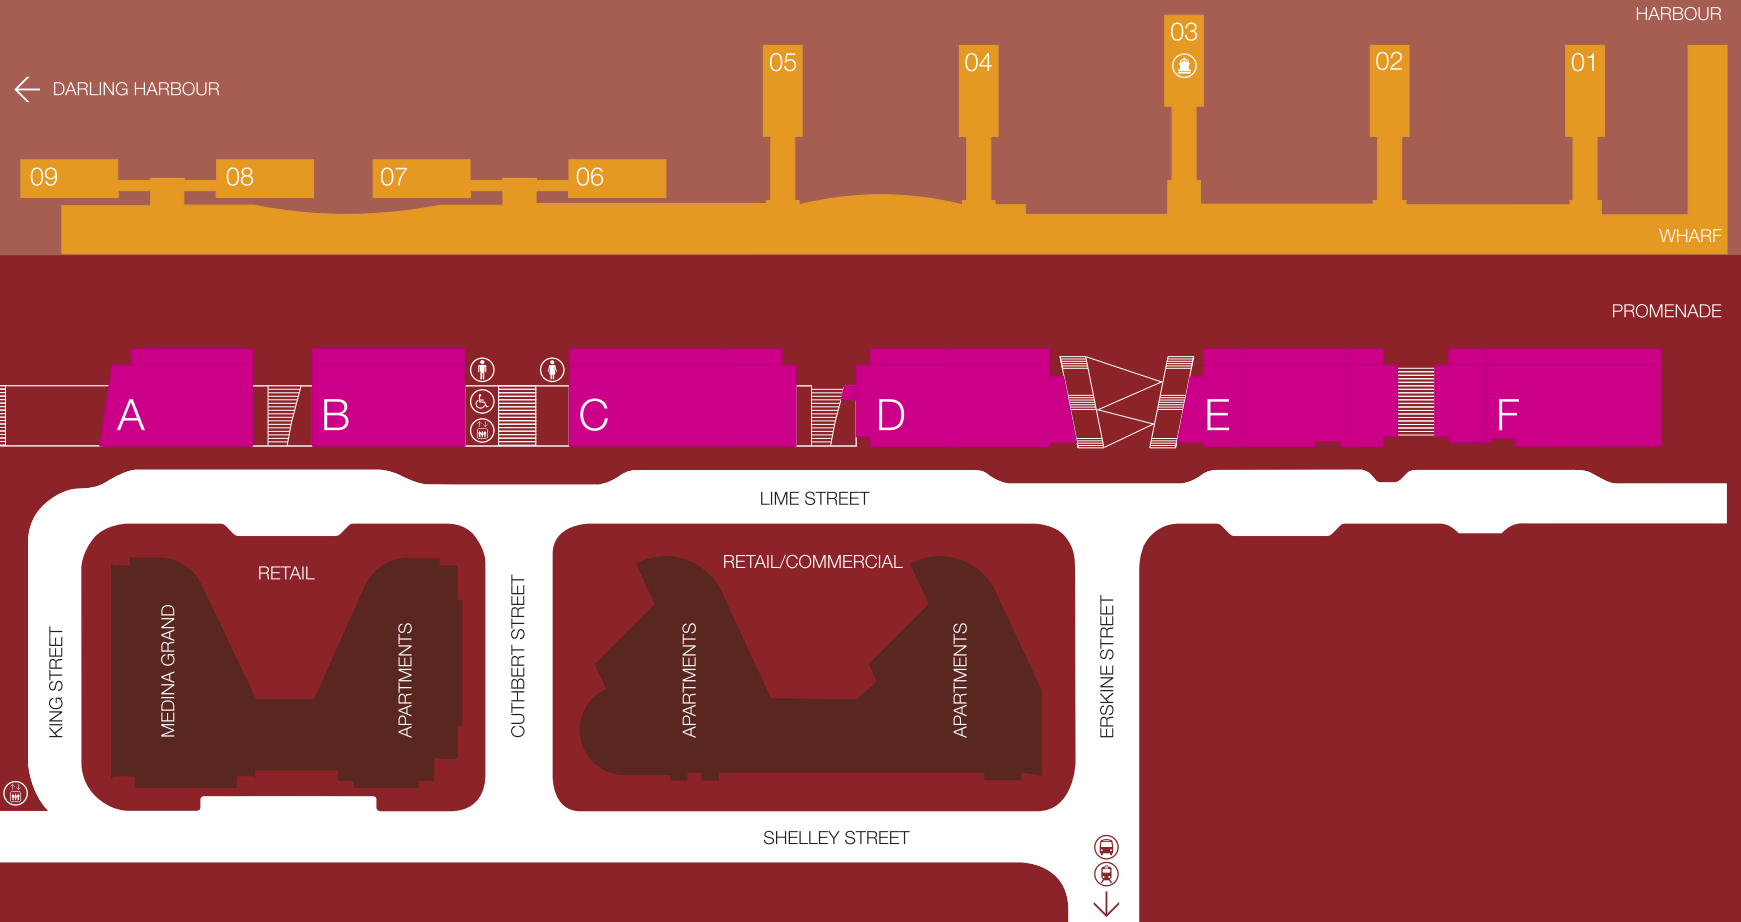 HARBOUR
03
05
04
02
01
DARLING HARBOUR
09
08
07
06
WHARF
PROMENADE
A
B
C
D
E
F
LIME STREET
RETAIL
RETAIL/COMMERCIAL
KING STREET
MEDINA GRAND
APARTMENTS
CUTHBERT STREET
APARTMENTS
APARTMENTS
ERSKINE STREET
SHELLEY STREET